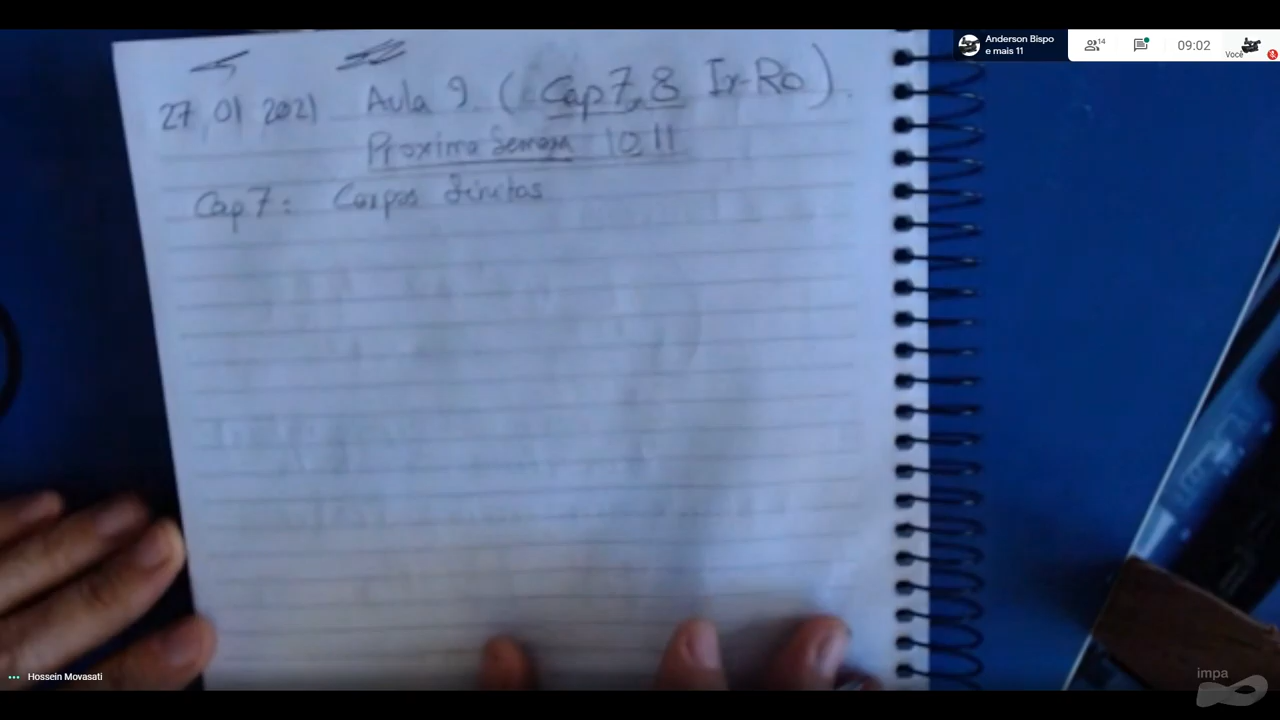 27 01 2021 Aula 9. (Cap 7, 8 Ir-Ro).
Proxima Semana 10, 11
Cap 7: Corpos finitos
Anderson Bispo
e mais 11
14
09:02
Você
Hossein Movasati
impa